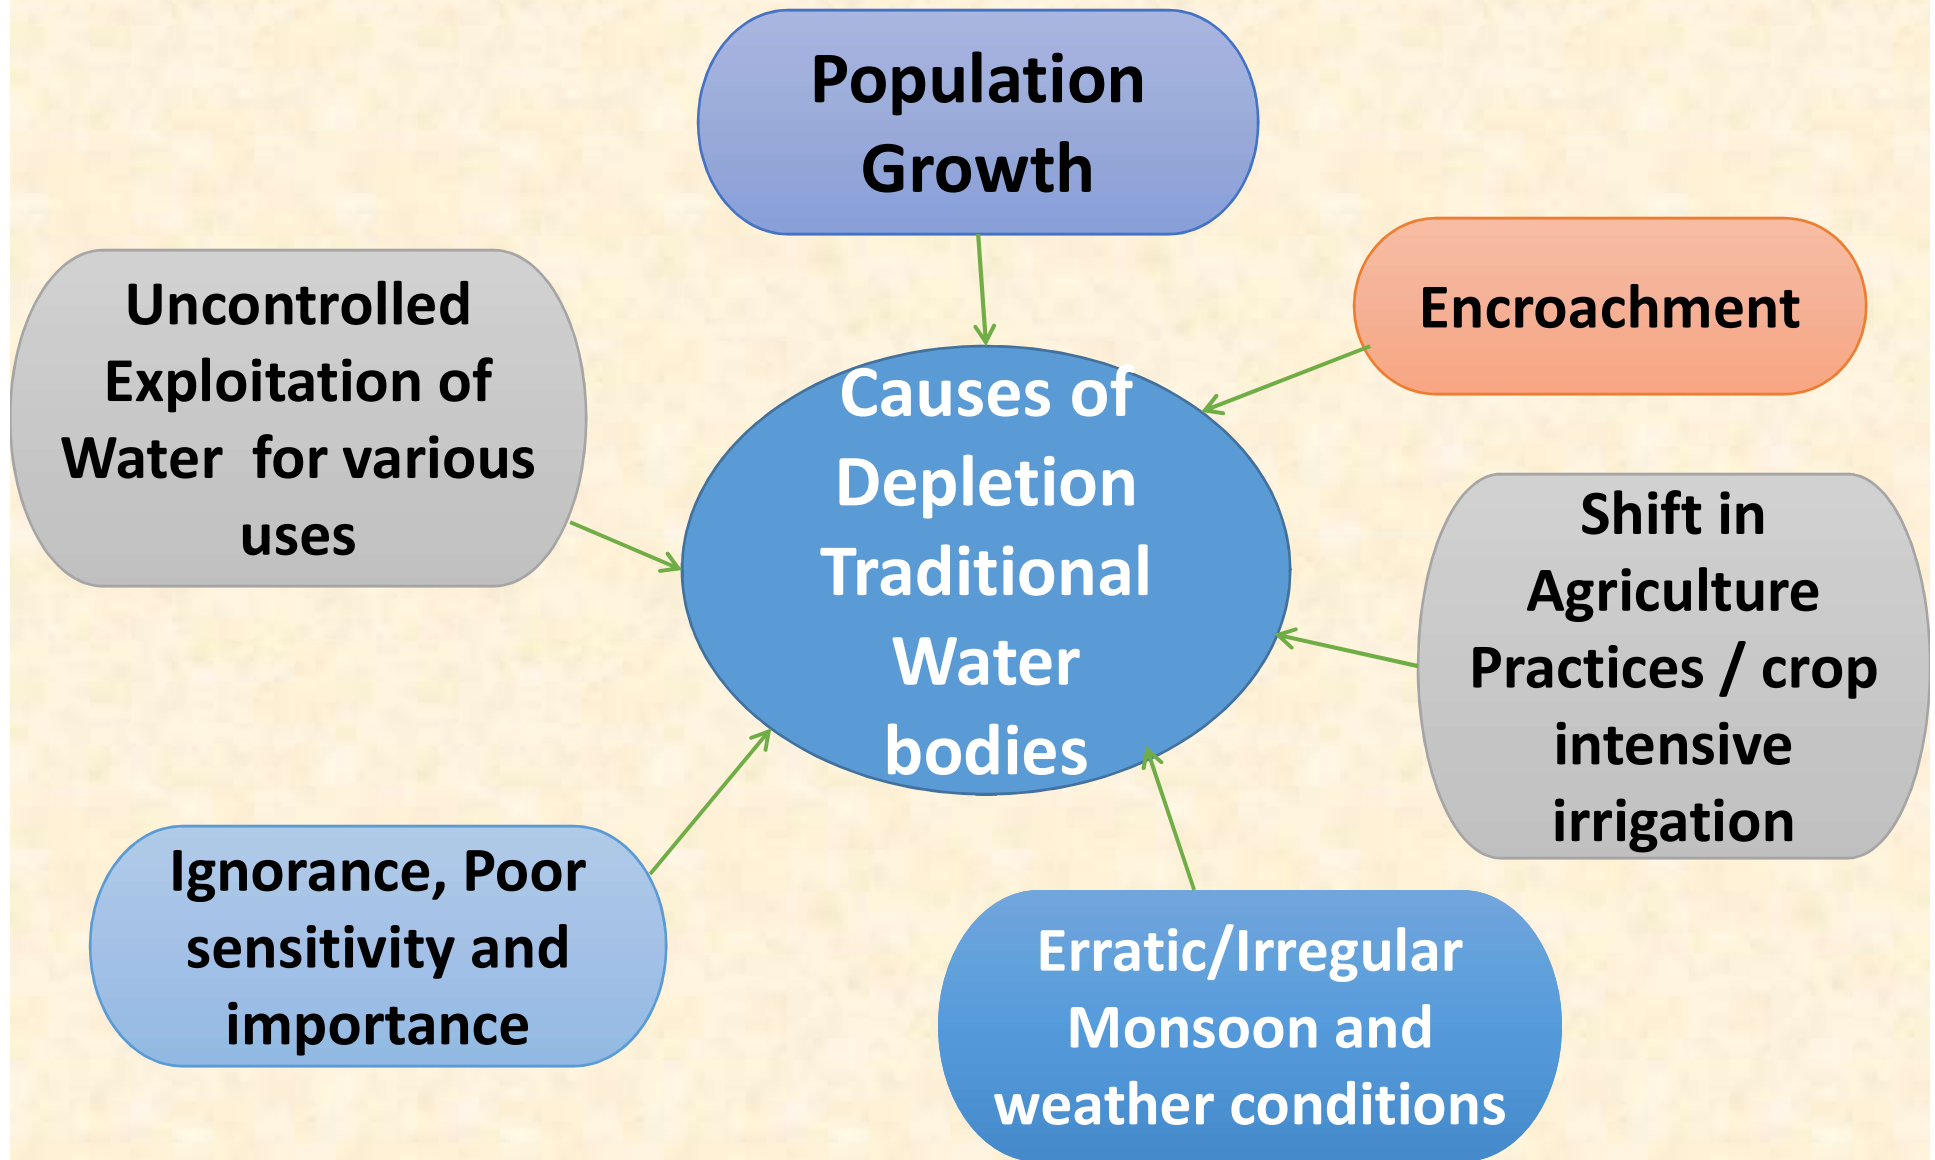 Population
Growth
Encroachment
Uncontrolled
Exploitation of
Water  for various
uses
Causes of
Depletion
Traditional
Water
bodies
Shift in
Agriculture
Practices / crop
intensive
irrigation
Ignorance, Poor
sensitivity and
importance
Erratic/Irregular
Monsoon and
weather conditions